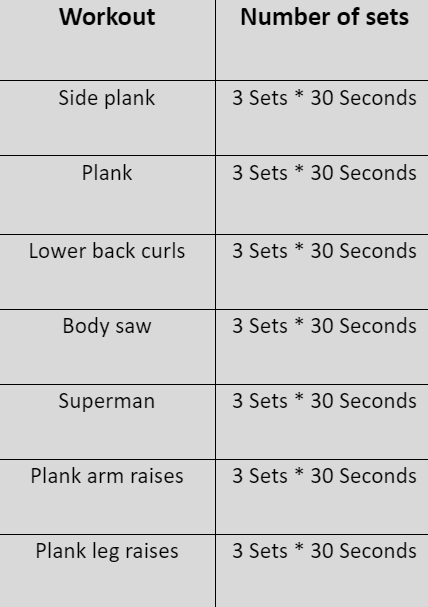 Workout Number of sets
Side plank 3 Sets * 30 Seconds
Plank 3 Sets * 30 Seconds
Lower back curls 3 Sets * 30 Seconds
Body saw 3 Sets * 30 Seconds
Superman 3 Sets * 30 Seconds
Plank arm raises 3 Sets * 30 Seconds
Plank leg raises 3 Sets * 30 Seconds